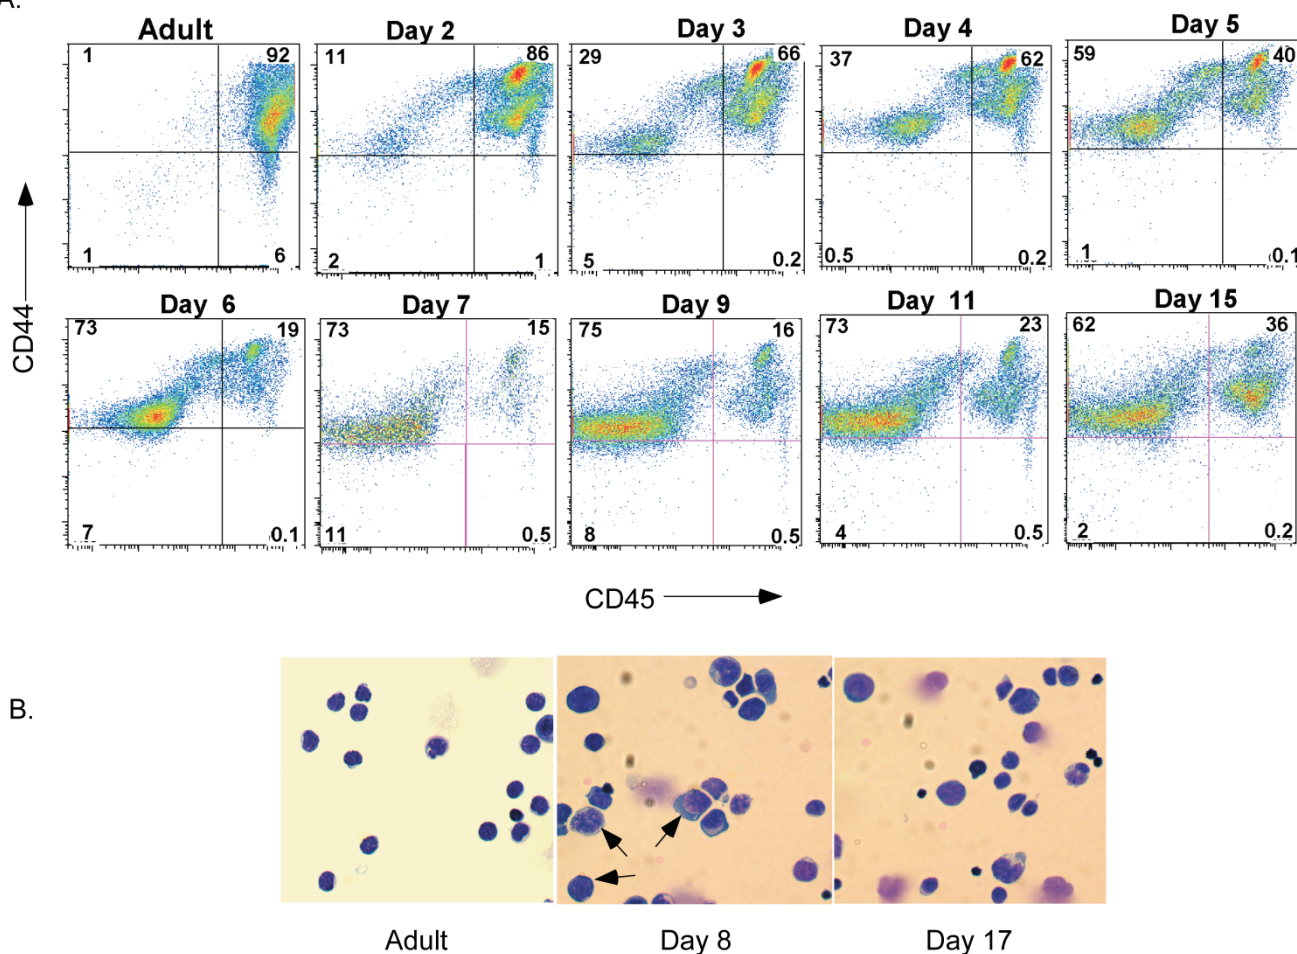 A.
Adult Day 2 Day 3 Day 4 Day 5
1 92 11 86 29 66 37 62 59 40
1 6 2 1 5 0.2 0.5 0.2 1 0.1
Day 6 Day 7 Day 9 Day 11 Day 15
73 19 73 15 75 16 73 23 62 36
7 0.1 11 0.5 8 0.5 4 0.5 2 0.2
CD44
CD45
B.
Adult Day 8 Day 17